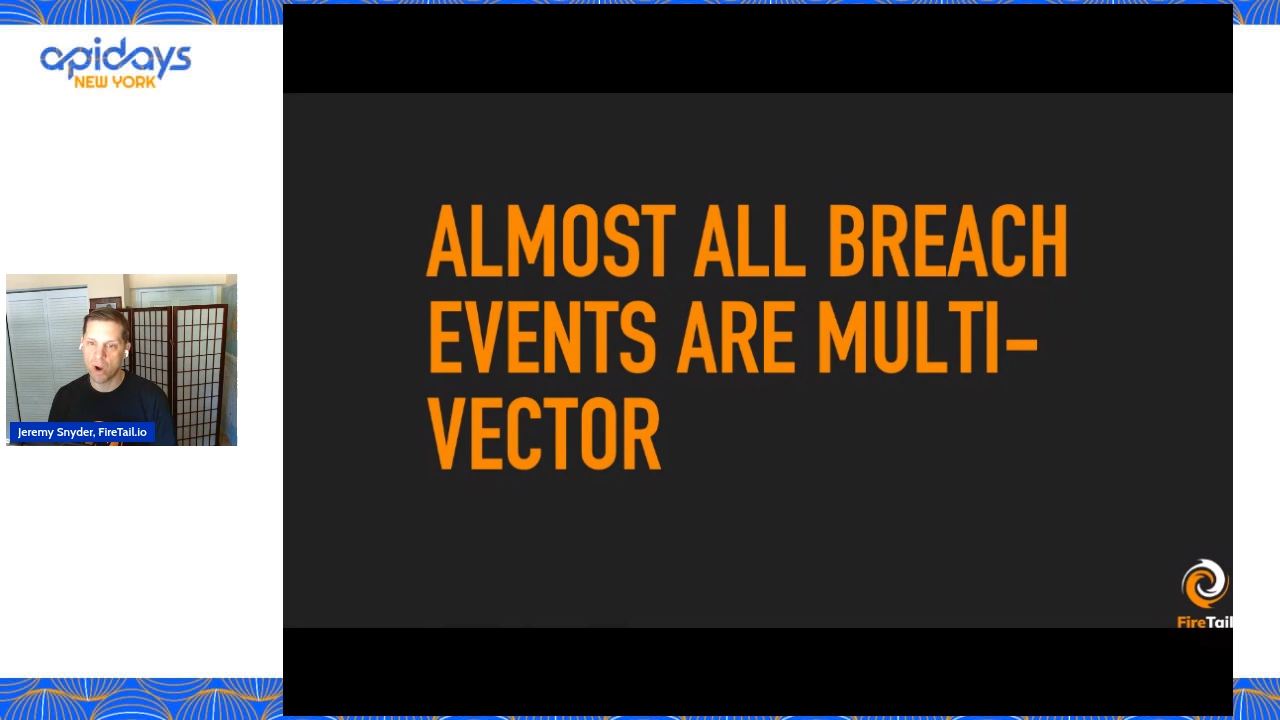 apidays
NEW YORK
ALMOST ALL BREACH
EVENTS ARE MULTI-
VECTOR
Jeremy Snyder, FireTail.io
FireTail